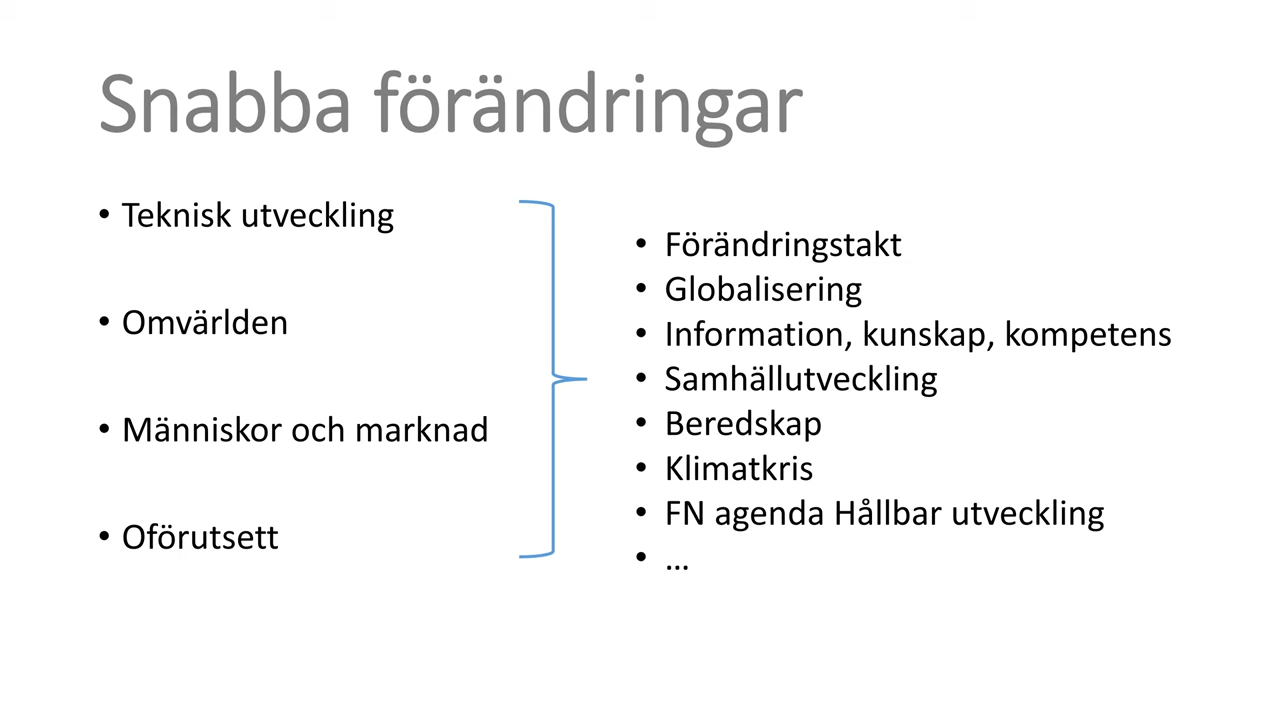 Snabba förändringar
• Teknisk utveckling
• Omvärlden
• Människor och marknad
• Oförutsett
• Förändringstakt
• Globalisering
• Information, kunskap, kompetens
• Samhällutveckling
• Beredskap
• Klimatkris
• FN agenda Hållbar utveckling
• ...